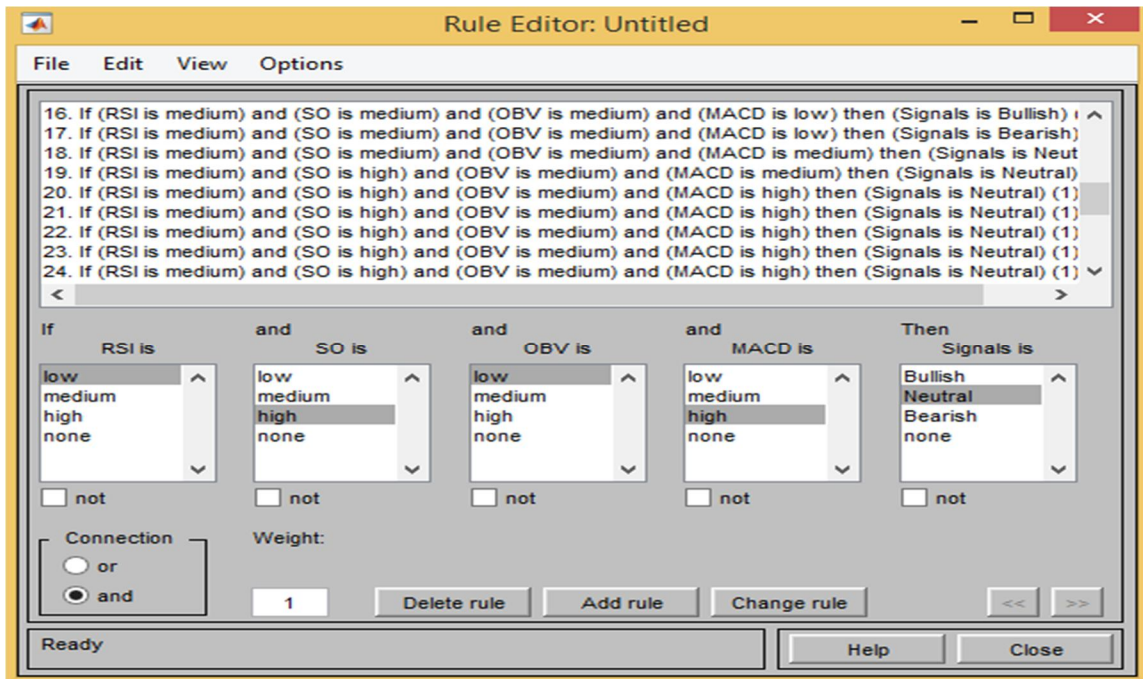 Rule Editor: Untitled
File Edit View Options
16. If (RSI is medium) and (SO is medium) and (OBV is medium) and (MACD is low) then (Signals is Bullish) (
17. If (RSI is medium) and (SO is medium) and (OBV is medium) and (MACD is low) then (Signals is Bearish)
18. If (RSI is medium) and (SO is medium) and (OBV is medium) and (MACD is medium) then (Signals is Neut
19. If (RSI is medium) and (SO is high) and (OBV is medium) and (MACD is medium) then (Signals is Neutral)
20. If (RSI is medium) and (SO is high) and (OBV is medium) and (MACD is high) then (Signals is Neutral) (1)
21. If (RSI is medium) and (SO is high) and (OBV is medium) and (MACD is high) then (Signals is Neutral) (1)
22. If (RSI is medium) and (SO is high) and (OBV is medium) and (MACD is high) then (Signals is Neutral) (1)
23. If (RSI is medium) and (SO is high) and (OBV is medium) and (MACD is high) then (Signals is Neutral) (1)
24. If (RSI is medium) and (SO is high) and (OBV is medium) and (MACD is high) then (Signals is Neutral) (1)
If and and and Then
RSI is SO is OBV is MACD is Signals is
low low low low Bullish
medium medium medium medium Neutral
high high high high Bearish
none none none none none
not not not not not
Connection Weight:
or
and 1 Delete rule Add rule Change rule << >>
Ready Help Close